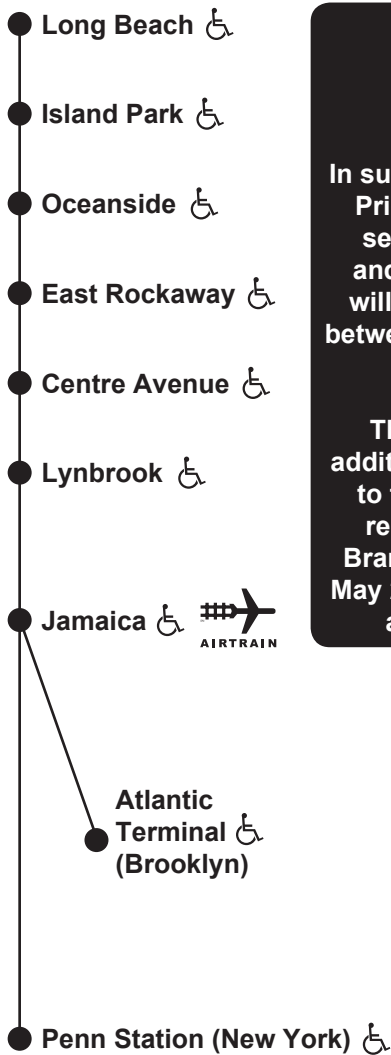 Long Beach
Island Park
Oceanside
East Rockaway
Centre Avenue
Lynbrook
Jamaica
AIRTRAIN
Atlantic
Terminal
(Brooklyn)
Penn Station (New York)
In su
Pri
se
and
will
betwe
Th
addit
to
re
Bran
May
a